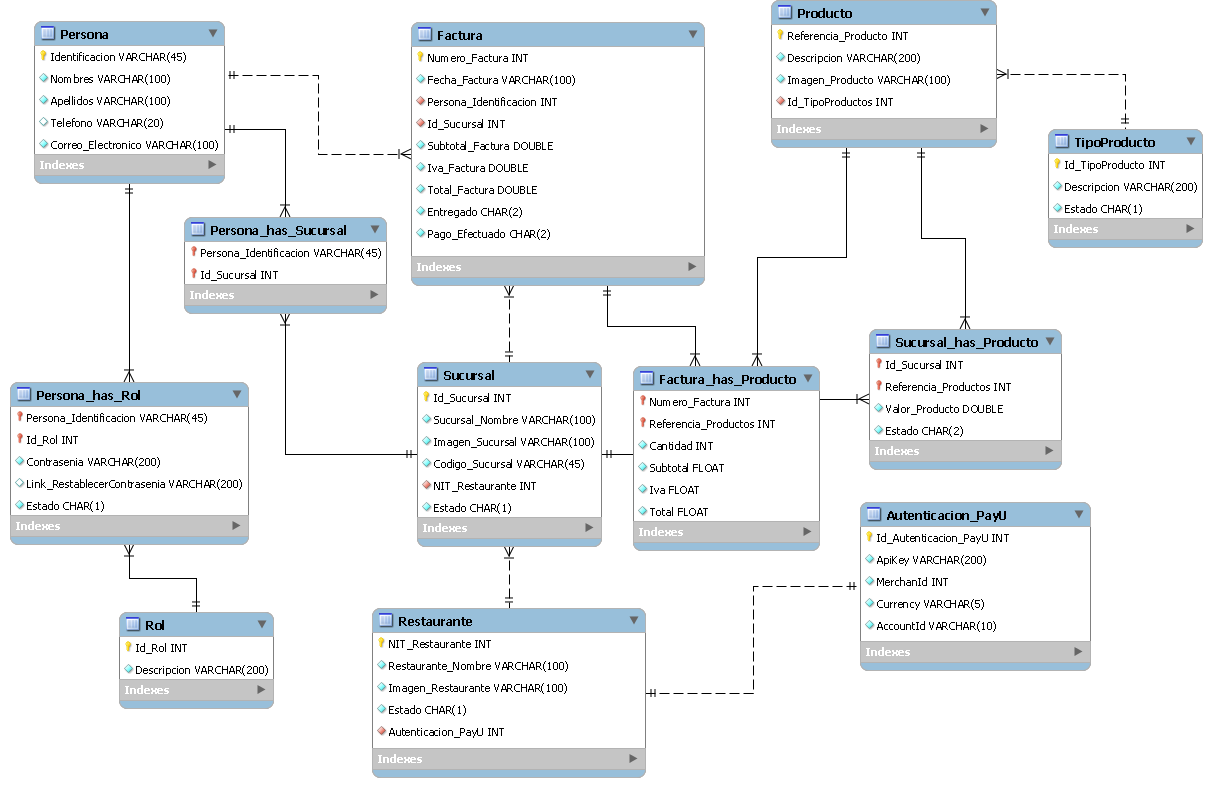 Persona
Identificacion VARCHAR(45)
Nombres VARCHAR(100)
Apellidos VARCHAR(100)
Telefono VARCHAR(20)
Correo_Electronico VARCHAR(100)
Indexes
Factura
Numero_Factura INT
Fecha_Factura VARCHAR(100)
Persona_Identificacion INT
Id_Sucursal INT
Subtotal_Factura DOUBLE
Iva_Factura DOUBLE
Total_Factura DOUBLE
Entregado CHAR(2)
Pago_Efectuado CHAR(2)
Indexes
Producto
Referencia_Producto INT
Descripcion VARCHAR(200)
Imagen_Producto VARCHAR(100)
Id_TipoProductos INT
Indexes
TipoProducto
Id_TipoProducto INT
Descripcion VARCHAR(200)
Estado CHAR(1)
Indexes
Persona_has_Sucursal
Persona_Identificacion VARCHAR(45)
Id_Sucursal INT
Indexes
Persona_has_Rol
Persona_Identificacion VARCHAR(45)
Id_Rol INT
Contrasenia VARCHAR(200)
Link_RestablecerContrasenia VARCHAR(200)
Estado CHAR(1)
Indexes
Sucursal
Id_Sucursal INT
Sucursal_Nombre VARCHAR(100)
Imagen_Sucursal VARCHAR(100)
Codigo_Sucursal VARCHAR(45)
NIT_Restaurante INT
Estado CHAR(1)
Indexes
Factura_has_Producto
Numero_Factura INT
Referencia_Productos INT
Cantidad INT
Subtotal FLOAT
Iva FLOAT
Total FLOAT
Indexes
Sucursal_has_Producto
Id_Sucursal INT
Referencia_Productos INT
Valor_Producto DOUBLE
Estado CHAR(2)
Indexes
Autenticacion_PayU
Id_Autenticacion_PayU INT
ApiKey VARCHAR(200)
MerchanId INT
Currency VARCHAR(5)
AccountId VARCHAR(10)
Indexes
Rol
Id_Rol INT
Descripcion VARCHAR(200)
Indexes
Restaurante
NIT_Restaurante INT
Restaurante_Nombre VARCHAR(100)
Imagen_Restaurante VARCHAR(100)
Estado CHAR(1)
Autenticacion_PayU INT
Indexes